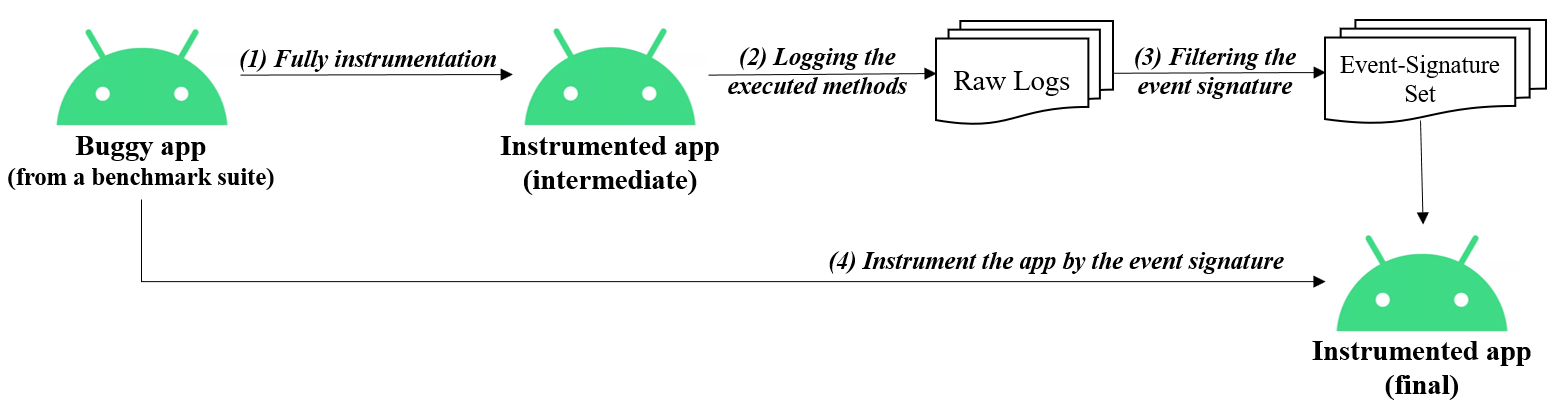 (1) Fully instrumentation
(2) Logging the
executed methods
Raw Logs
(3) Filtering the
event signature
Event-Signature
Set
Buggy app
(from a benchmark suite)
Instrumented app
(intermediate)
(4) Instrument the app by the event signature
Instrumented app
(final)